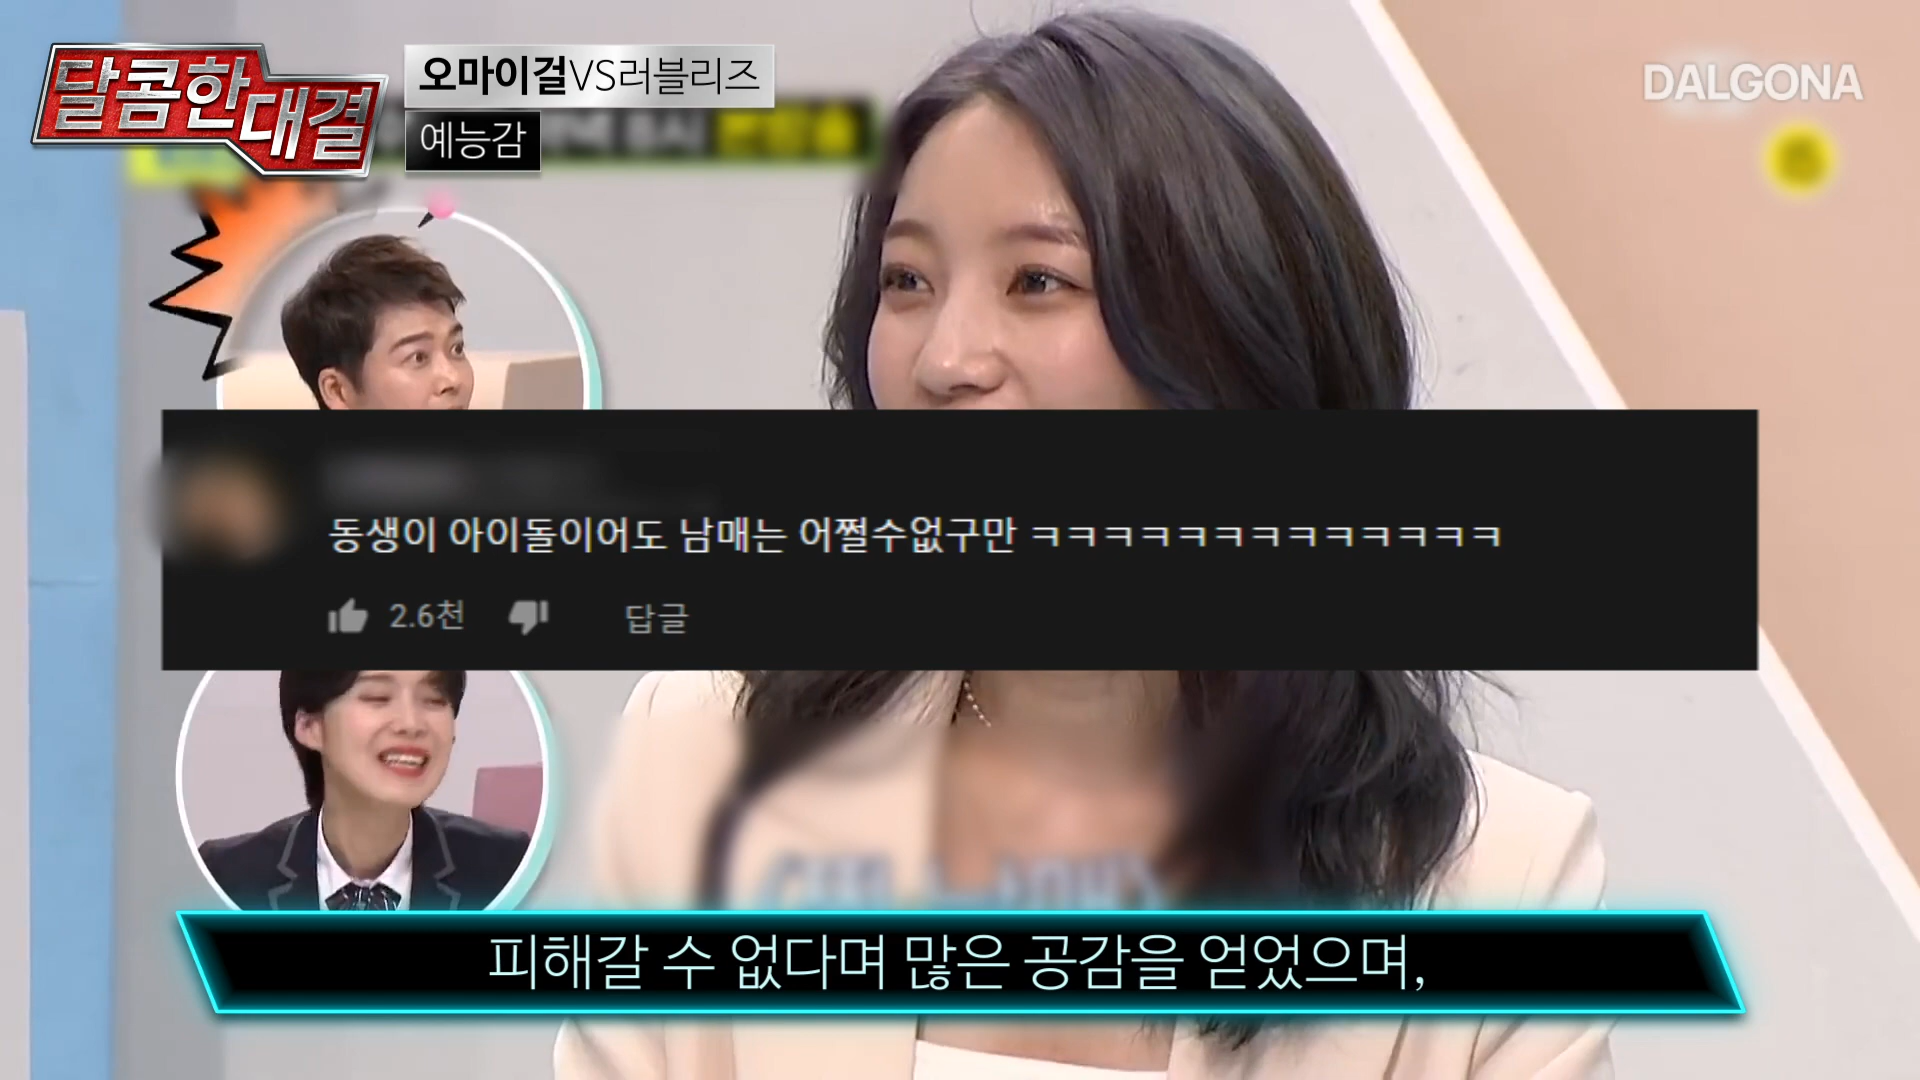 달콤한대결
오마이걸VS러블리즈
예능감
DALGONA
동생이 아이돌이어도 남매는 어쩔수없구만 ㅋㅋㅋㅋㅋㅋㅋㅋㅋㅋㅋㅋㅋ
2.6천 답글
피해갈 수 없다며 많은 공감을 얻었으며,